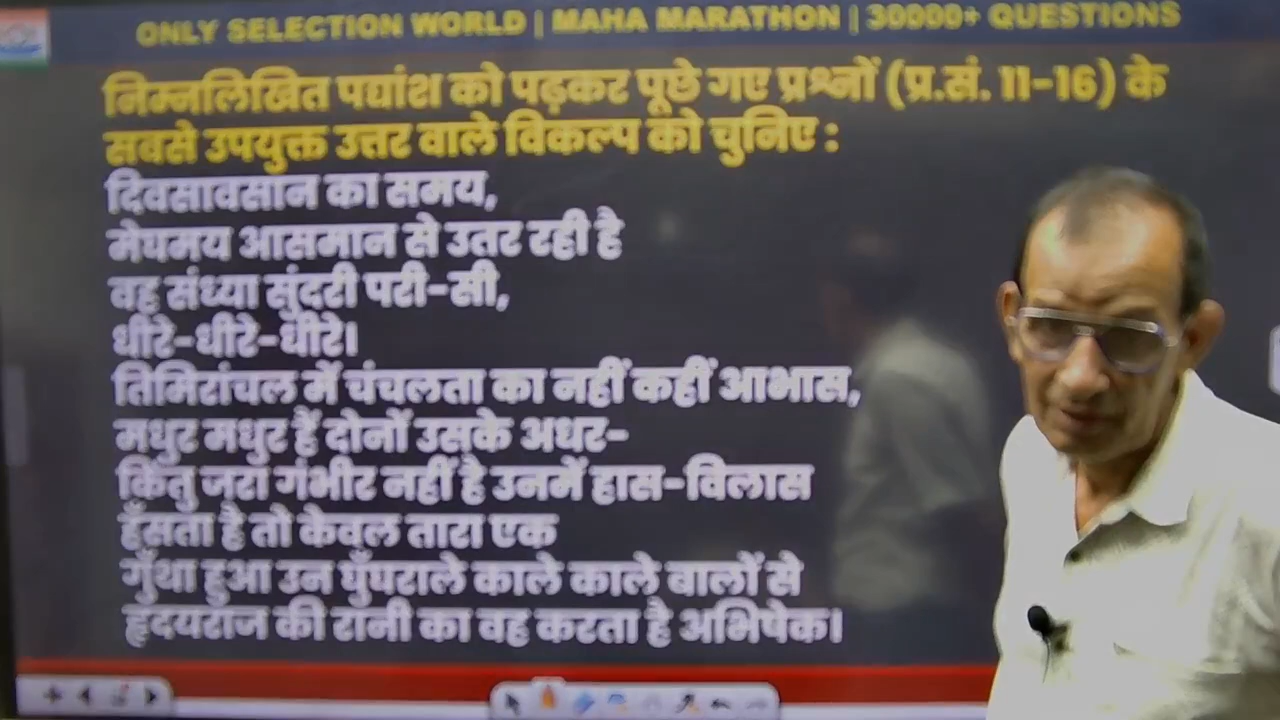 ONLY SELECTION WORLD | MAHA MARATHON | 30000+ QUESTIONS
निम्नलिखित पद्यांश को पढ़कर पूछे गए प्रश्नों (प्र.सं. 11-16) के
सबसे उपयुक्त उत्तर वाले विकल्प को चुनिए :
दिवसावसान का समय,
मेघमय आसमान से उतर रही है
वह संध्या सुंदरी परी-सी,
धीरे-धीरे-धीरे।
तिमिरांचल में चंचलता का नहीं कहीं आभास,
मधुर मधुर हैं दोनों उसके अधर-
किंतु जरा गंभीर नहीं है उनमें हास-विलास
हँसता है तो केवल तारा एक
गुँथा हुआ उन घुँघराले काले काले बालों से
हृदयराज की रानी का वह करता है अभिषेक।